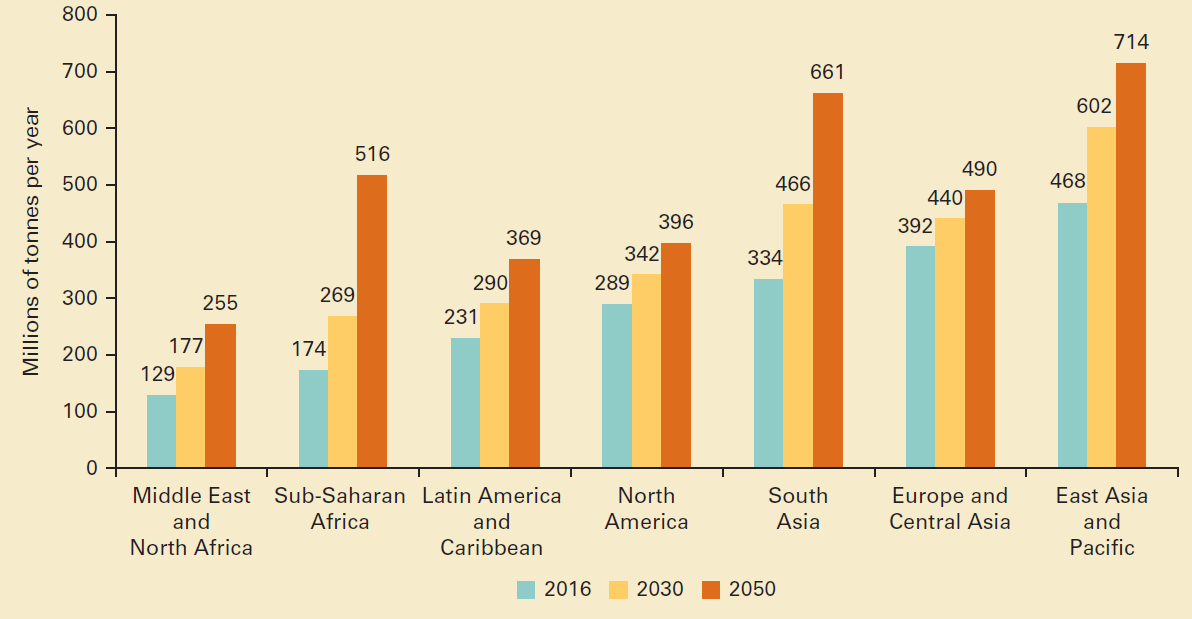 Millions of tonnes per year
800
700
600
500
400
300
200
100
0
129
177
255
174
269
516
231
290
369
289
342
396
334
466
661
392
440
490
468
602
714
Middle East
and
North Africa
Sub-Saharan
Africa
Latin America
and
Caribbean
North
America
South
Asia
Europe and
Central Asia
East Asia
and
Pacific
2016 2030 2050